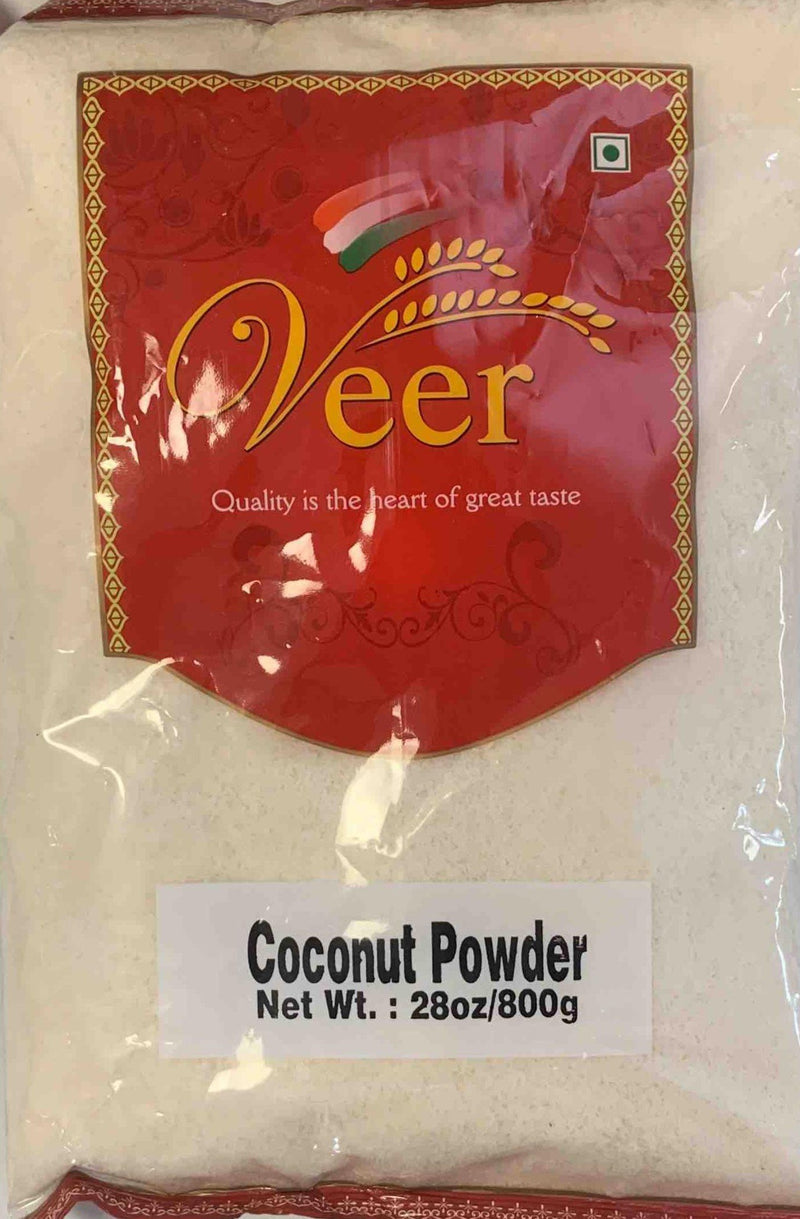 Veer
Quality is the heart of great taste
Coconut Powder
Net Wt. : 28oz/800g